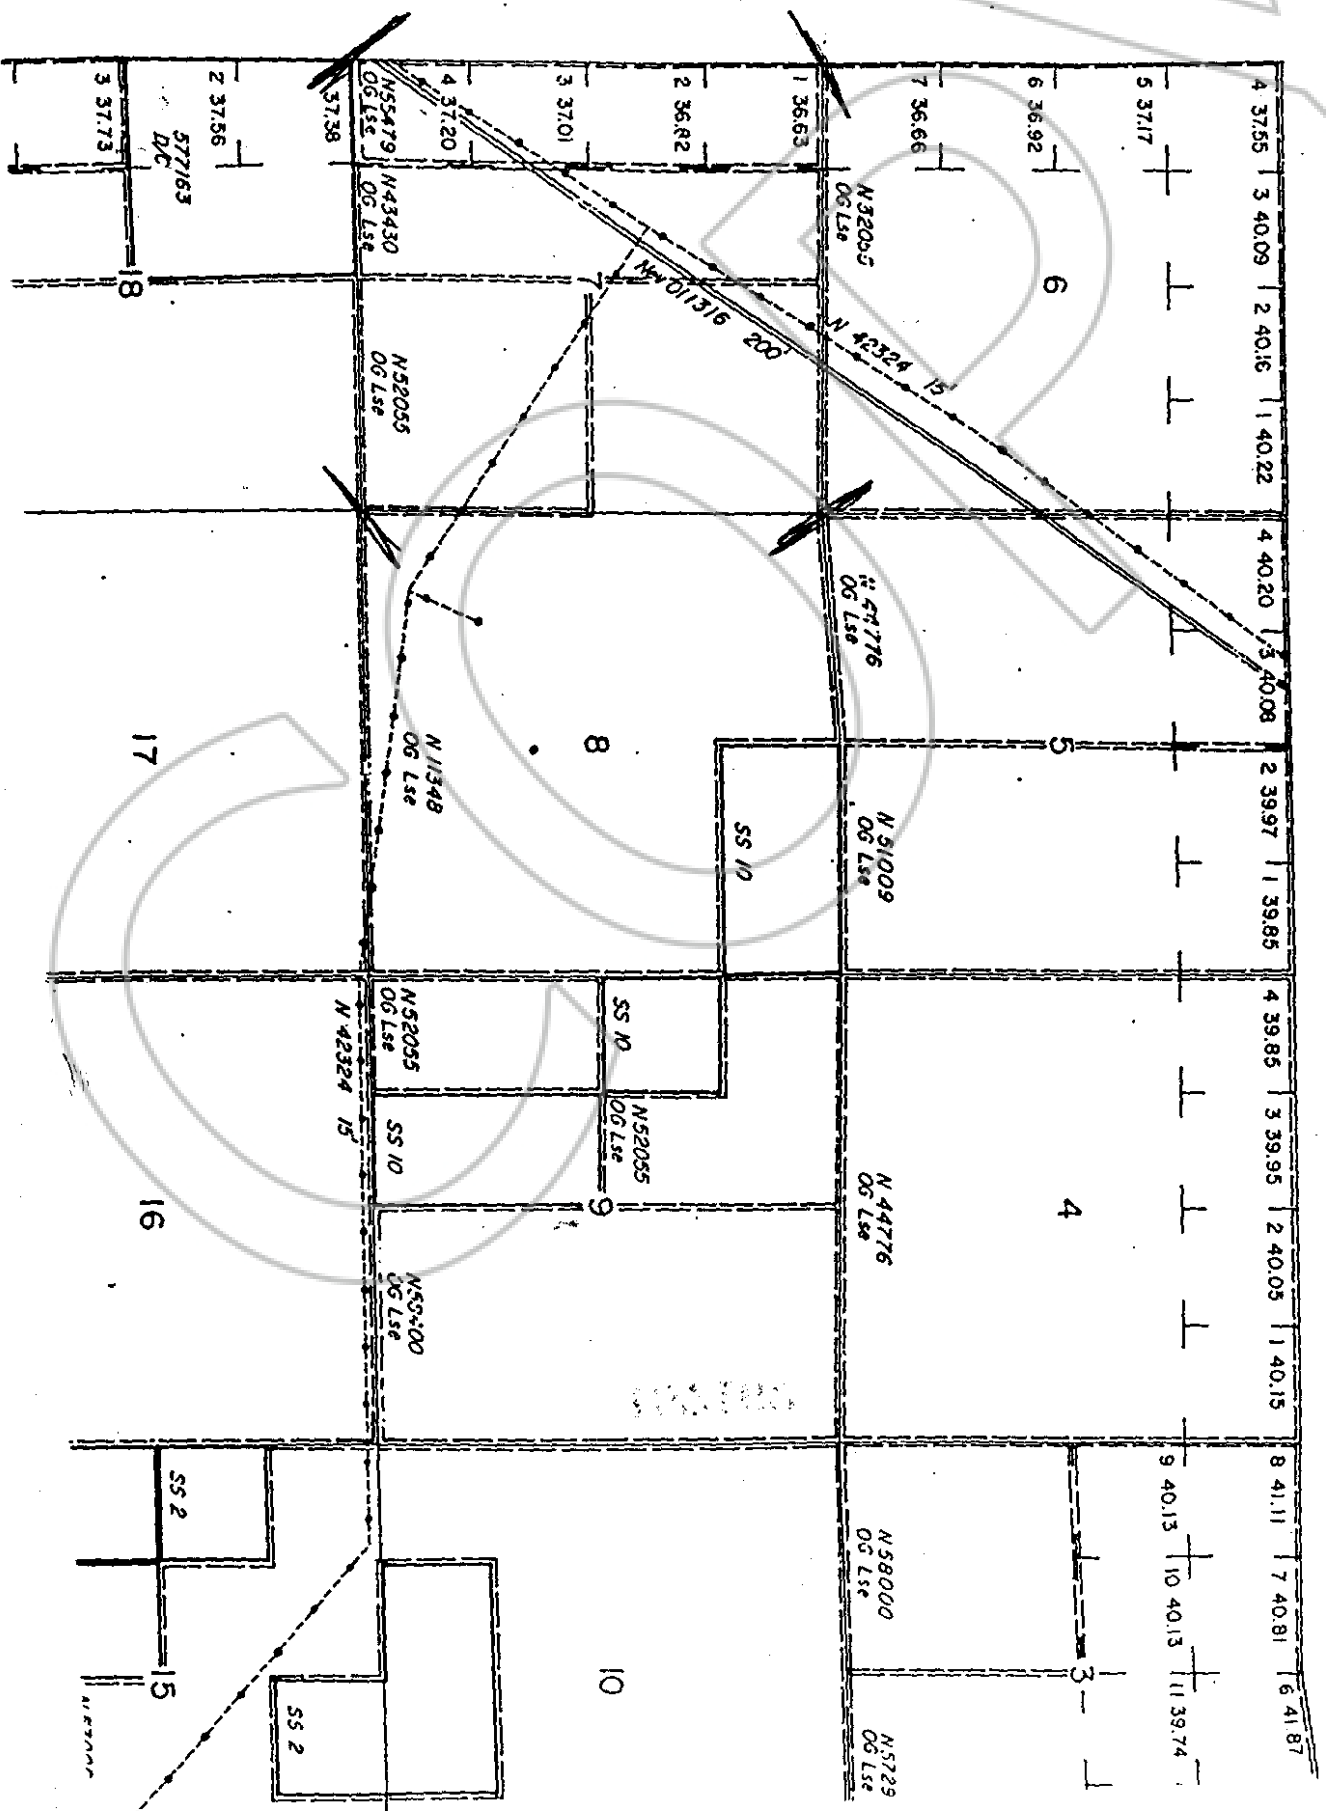 4 37.55
3 40.09
2 40.16
1 40.22
4 40.20
3 40.08
2 39.97
1 39.85
4 39.85
3 39.95
2 40.05
1 40.15
8 41.11
7 40.81
6 41.87
5 37.17
6 36.92
7 36.66
6
5
4
9 40.13
10 40.13
11 39.74
3
N 42324 15'
N32055
OG Lse
44776
OG Lse
N 51009
OG Lse
N 44776
OG Lse
N58000
OG Lse
N5729
OG Lse
1 36.63
2 36.82
3 37.01
4 37.20
Nev 011316 200'
7
8
SS 10
SS 10
9
10
N52055
OG Lse
N55479
OG Lse
N43430
OG Lse
N52055
OG Lse
N 11348
OG Lse
N52055
OG Lse
SS 10
OG Lse
37.38
2 37.56
3 37.73
577163
D/C
18
17
N 42324 15'
16
SS 2
SS 2
15
COP